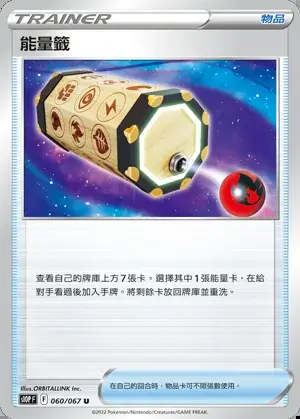 TRAINER 物品
能量籤
查看自己的牌庫上方7張卡。選擇其中1張能量卡,在給
對手看過後加入手牌。將剩餘卡放回牌庫並重洗。
Illus.ORBITALLINK Inc.
S10P F F 060/067 U
在自己的回合時,物品卡可不限張數使用。
©2022 Pokémon/Nintendo/Creatures/GAME FREAK.